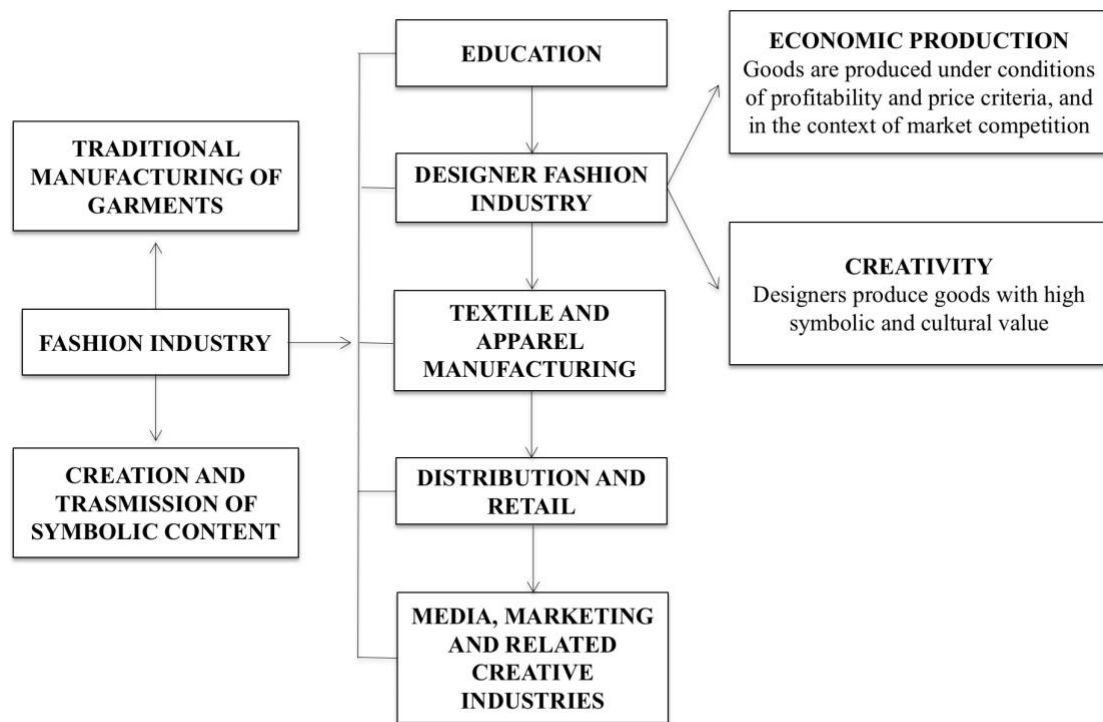 TRADITIONAL
MANUFACTURING OF
GARMENTS
FASHION INDUSTRY
CREATION AND
TRASMISSION OF
SYMBOLIC CONTENT
EDUCATION
DESIGNER FASHION
INDUSTRY
TEXTILE AND
APPAREL
MANUFACTURING
DISTRIBUTION AND
RETAIL
MEDIA, MARKETING
AND RELATED
CREATIVE
INDUSTRIES
ECONOMIC PRODUCTION
Goods are produced under conditions
of profitability and price criteria, and
in the context of market competition
CREATIVITY
Designers produce goods with high
symbolic and cultural value